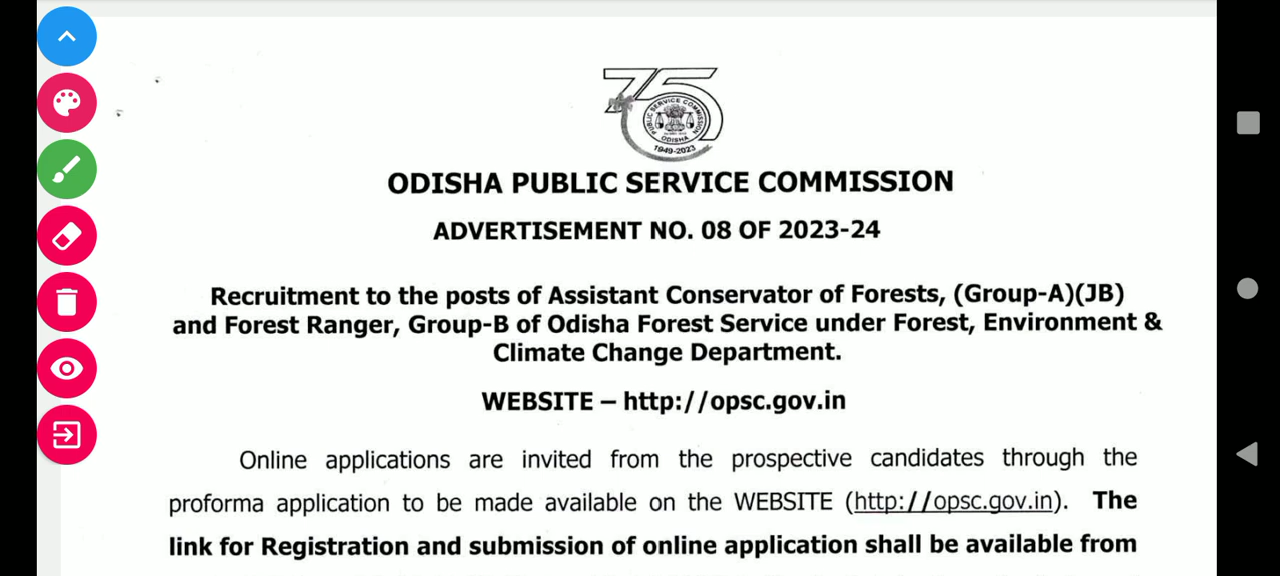 75
PUBLIC SERVICE COMMISSION
ODISHA
1949-2023
ODISHA PUBLIC SERVICE COMMISSION
ADVERTISEMENT NO. 08 OF 2023-24
Recruitment to the posts of Assistant Conservator of Forests, (Group-A)(JB)
and Forest Ranger, Group-B of Odisha Forest Service under Forest, Environment &
Climate Change Department.
WEBSITE – http://opsc.gov.in
Online applications are invited from the prospective candidates through the
proforma application to be made available on the WEBSITE (http://opsc.gov.in). The
link for Registration and submission of online application shall be available from